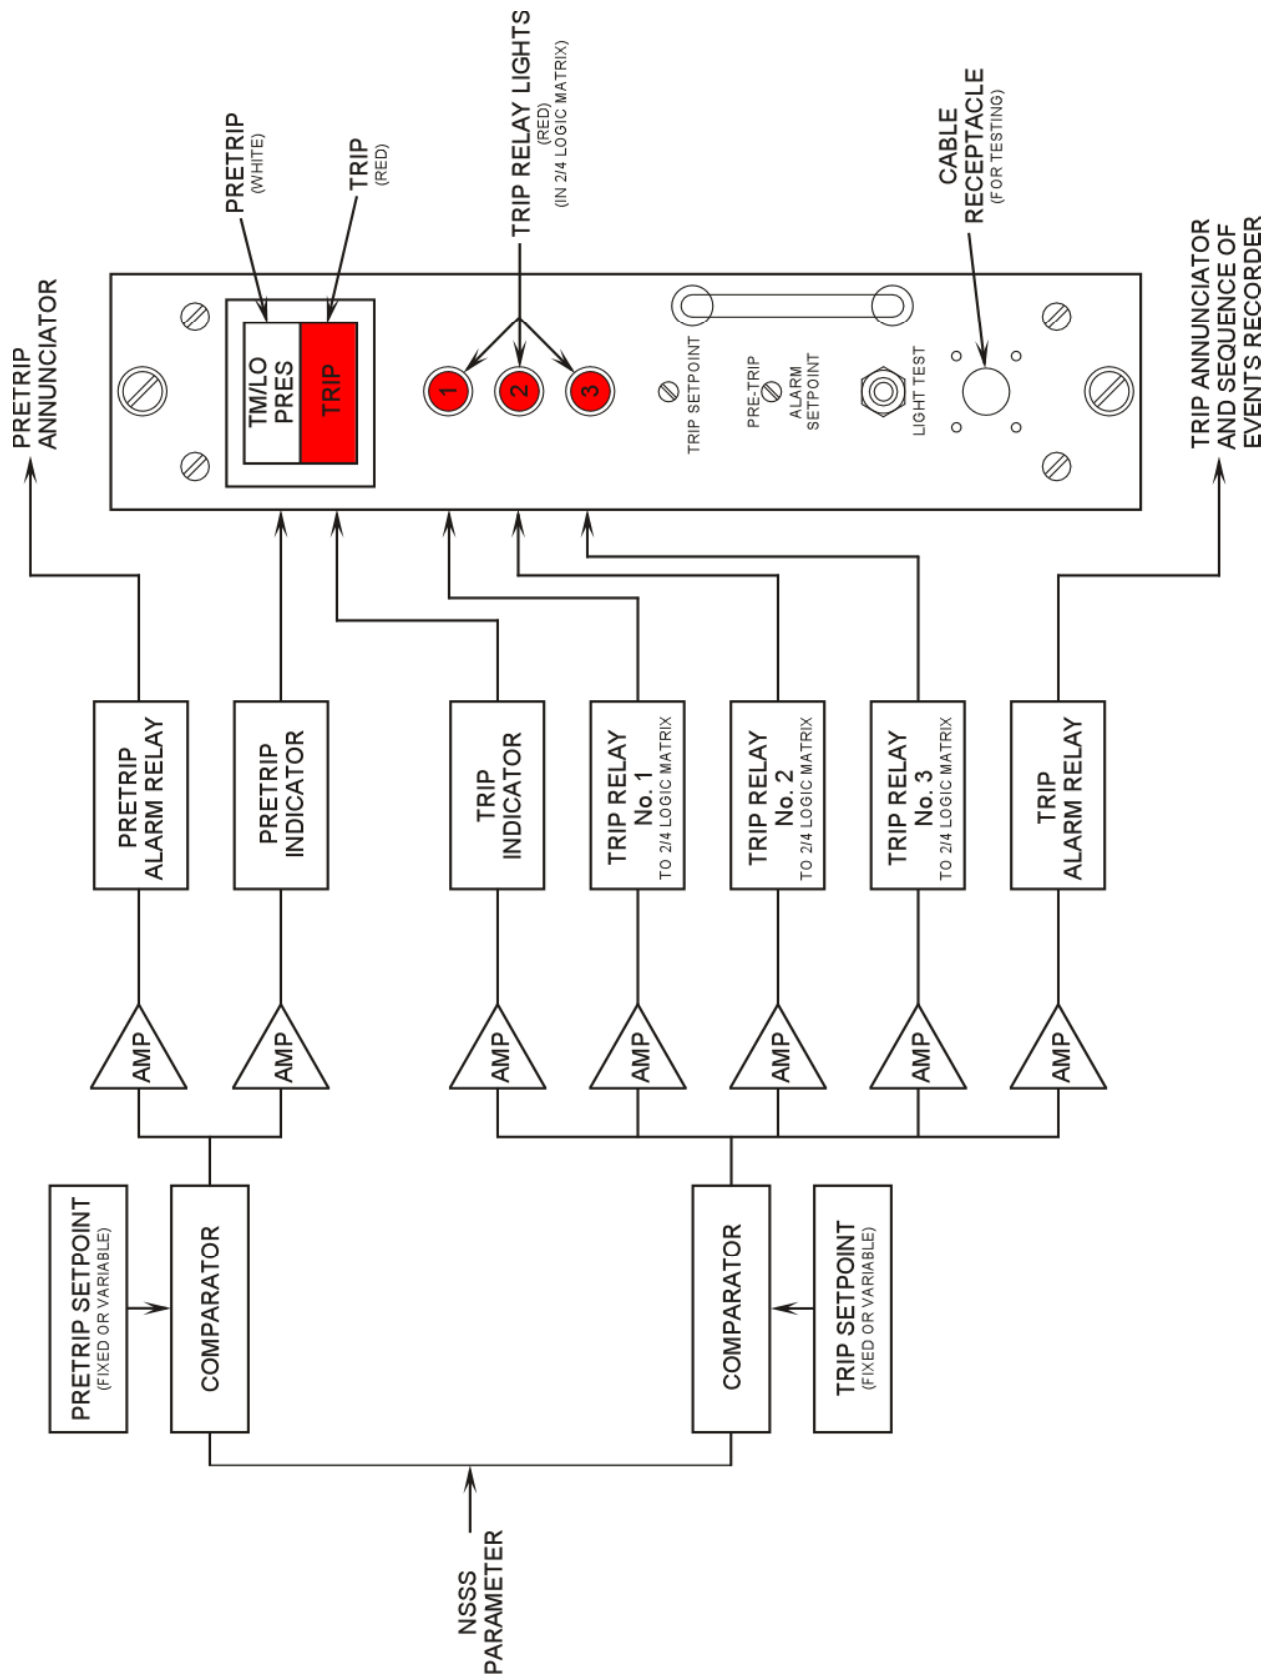 NSSS
PARAMETER
PRETRIP SETPOINT
(FIXED OR VARIABLE)
COMPARATOR
COMPARATOR
TRIP SETPOINT
(FIXED OR VARIABLE)
AMP
AMP
AMP
AMP
AMP
AMP
AMP
PRETRIP
ALARM RELAY
PRETRIP
INDICATOR
TRIP
INDICATOR
TRIP RELAY
No. 1
TO 2/4 LOGIC MATRIX
TRIP RELAY
No. 2
TO 2/4 LOGIC MATRIX
TRIP RELAY
No. 3
TO 2/4 LOGIC MATRIX
TRIP
ALARM RELAY
PRETRIP
ANNUNCIATOR
TM/LO
PRES
TRIP
1
2
3
TRIP SETPOINT
PRE-TRIP
ALARM
SETPOINT
LIGHT TEST
PRETRIP
(WHITE)
TRIP
(RED)
TRIP RELAY LIGHTS
(RED)
(IN 2/4 LOGIC MATRIX)
CABLE
RECEPTACLE
(FOR TESTING)
TRIP ANNUNCIATOR
AND SEQUENCE OF
EVENTS RECORDER